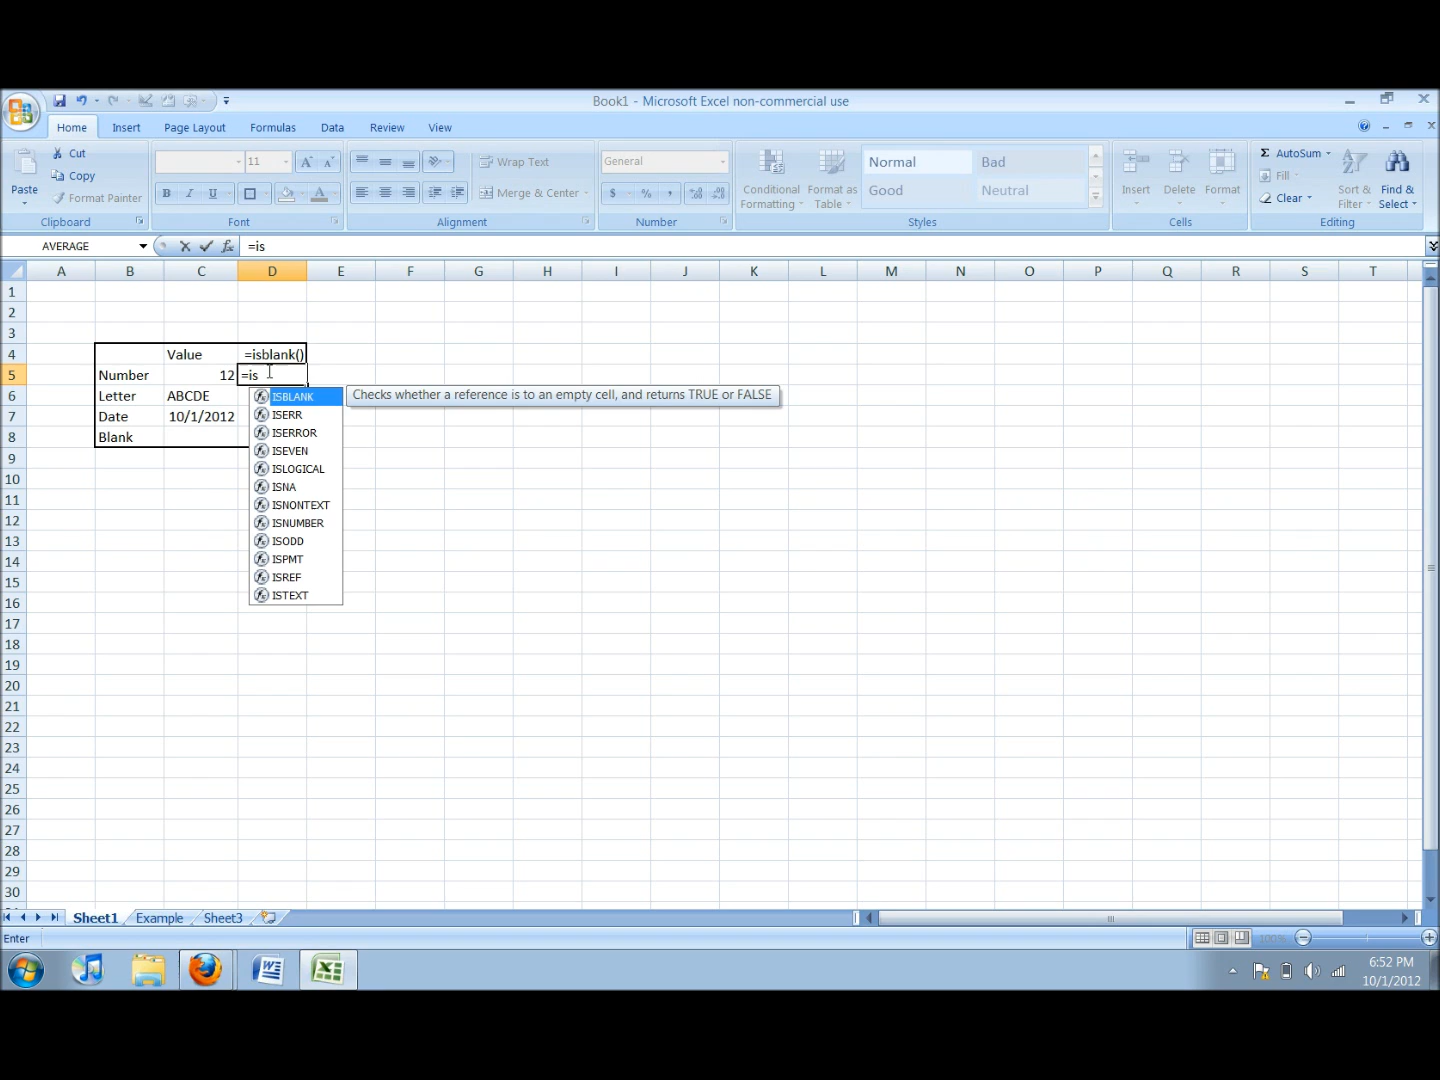 Book1 - Microsoft Excel non-commercial use
Home Insert Page Layout Formulas Data Review View
Paste
Cut
Copy
Format Painter
Clipboard
11
Font
Wrap Text
Merge & Center
Alignment
General
Number
Conditional Formatting
Format as Table
Normal Bad
Good Neutral
Styles
Insert Delete Format
Cells
AutoSum
Fill
Clear
Sort & Filter
Find & Select
Editing
AVERAGE =is
A B C D E F G H I J K L M N O P Q R S T
1
2
3
4 Value =isblank()
5 Number 12 =is
6 Letter ABCDE
7 Date 10/1/2012
8 Blank
ISBLANK Checks whether a reference is to an empty cell, and returns TRUE or FALSE
ISERR
ISERROR
ISEVEN
ISLOGICAL
ISNA
ISNONTEXT
ISNUMBER
ISODD
ISPMT
ISREF
ISTEXT
9
10
11
12
13
14
15
16
17
18
19
20
21
22
23
24
25
26
27
28
29
30
Sheet1 Example Sheet3
Enter 100%
6:52 PM
10/1/2012